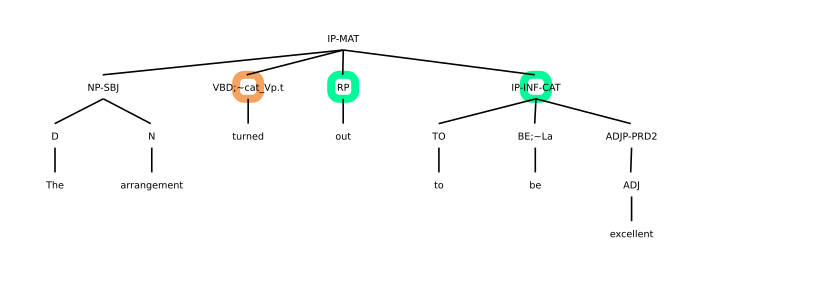 IP-MAT
NP-SBJ VBD;~cat_Vp.t RP IP-INF-CAT
D N turned out TO BE;~La ADJP-PRD2
The arrangement to be ADJ
excellent